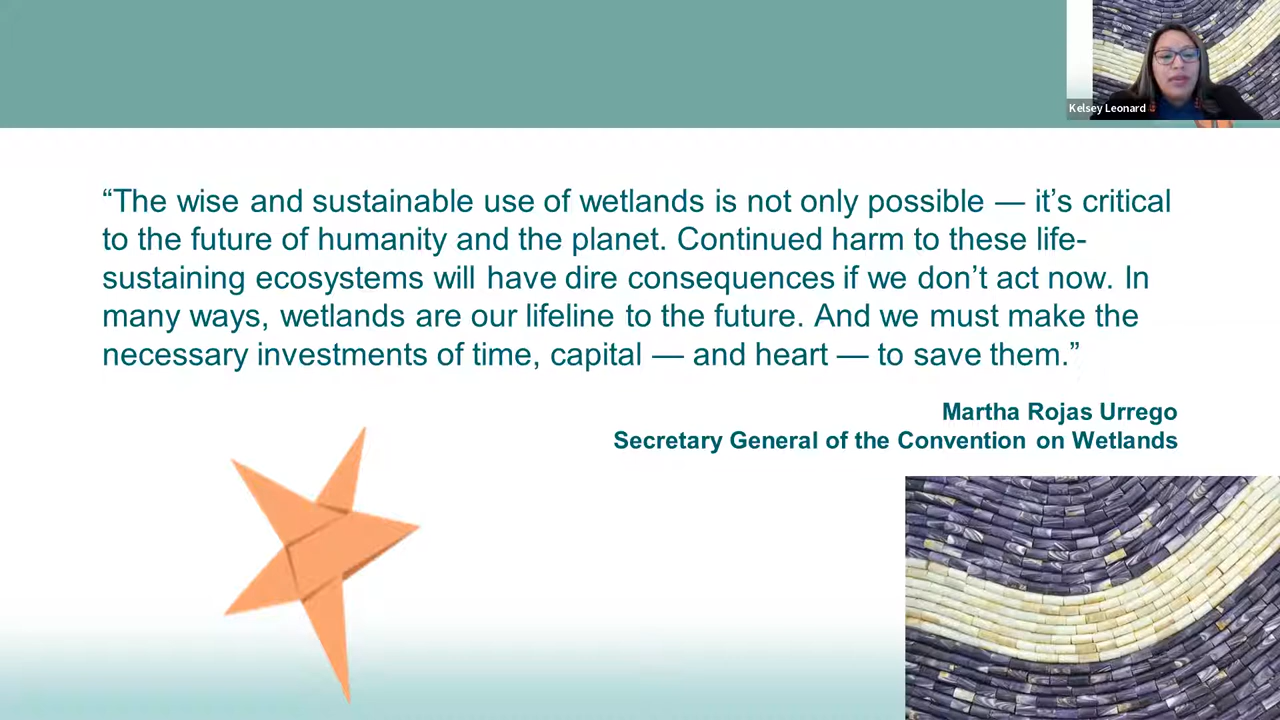 Kelsey Leonard
“The wise and sustainable use of wetlands is not only possible — it’s critical
to the future of humanity and the planet. Continued harm to these life-
sustaining ecosystems will have dire consequences if we don’t act now. In
many ways, wetlands are our lifeline to the future. And we must make the
necessary investments of time, capital — and heart — to save them.”
Martha Rojas Urrego
Secretary General of the Convention on Wetlands